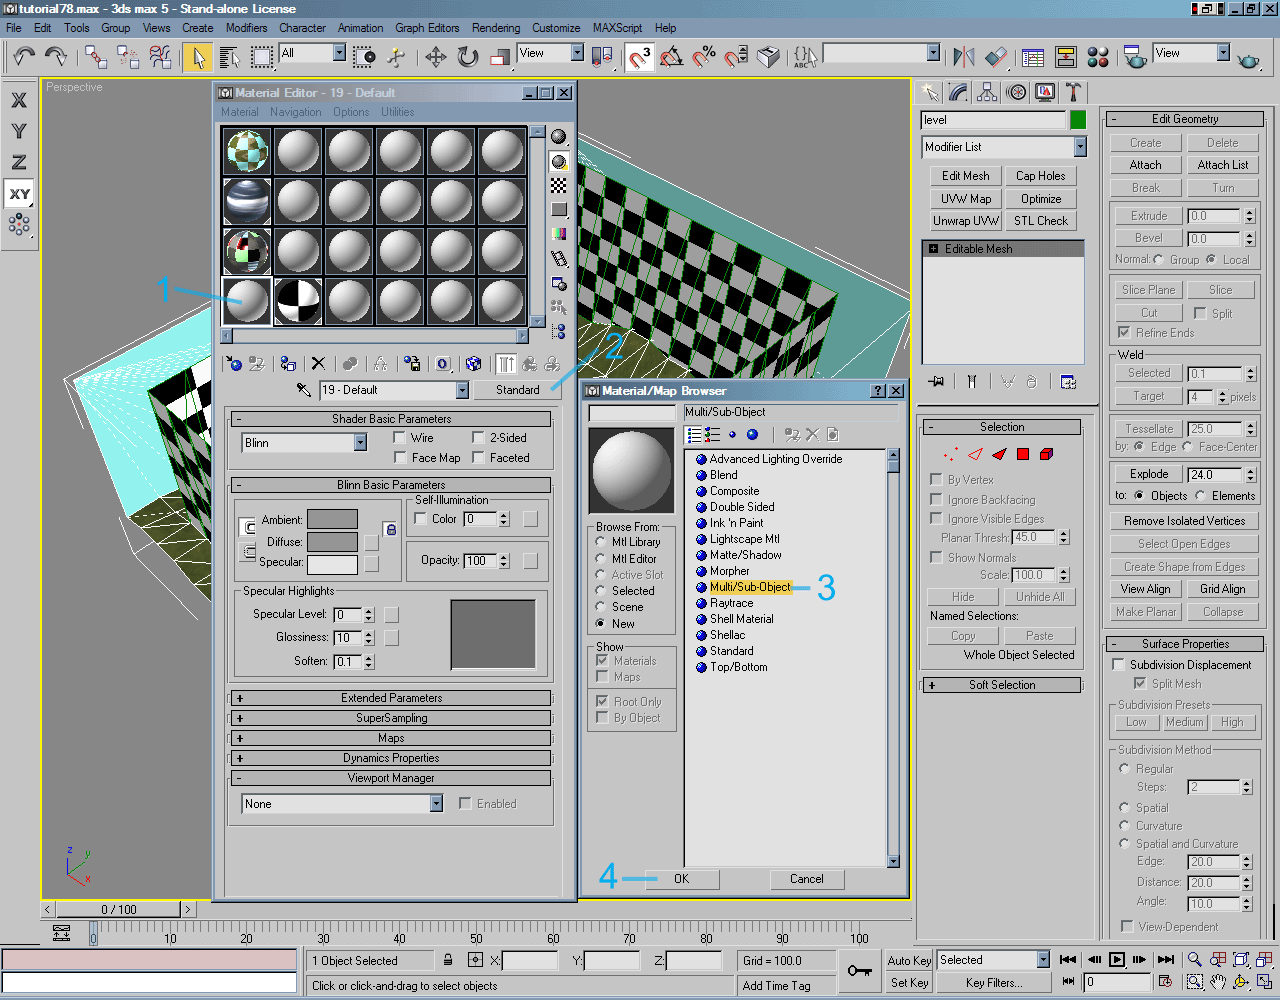 tutorial78.max - 3ds max 5 - Stand-alone License
File Edit Tools Group Views Create Modifiers Character Animation Graph Editors Rendering Customize MAXScript Help
All
View
3
ABC
View
X
Y
Z
XY
Perspective
Material Editor - 19 - Default
Material Navigation Options Utilities
1
2
19 - Default
Standard
- Shader Basic Parameters
Blinn
Wire
2-Sided
Face Map
Faceted
- Blinn Basic Parameters
Ambient:
Diffuse:
Specular:
Self-Illumination
Color 0
Opacity: 100
Specular Highlights
Specular Level: 0
Glossiness: 10
Soften: 0.1
+ Extended Parameters
+ SuperSampling
+ Maps
+ Dynamics Properties
- Viewport Manager
None
Enabled
Material/Map Browser
Multi/Sub-Object
Browse From:
Mtl Library
Mtl Editor
Active Slot
Selected
Scene
New
Show
Materials
Maps
Root Only
By Object
Advanced Lighting Override
Blend
Composite
Double Sided
Ink 'n Paint
Lightscape Mtl
Matte/Shadow
Morpher
Multi/Sub-Object 3
Raytrace
Shell Material
Shellac
Standard
Top/Bottom
4 OK
Cancel
level
Modifier List
Edit Mesh
Cap Holes
UVW Map
Optimize
Unwrap UVW
STL Check
Editable Mesh
- Selection
By Vertex
Ignore Backfacing
Ignore Visible Edges
Planar Thresh: 45.0
Show Normals
Scale: 100.0
Hide
Unhide All
Named Selections:
Copy
Paste
Whole Object Selected
+ Soft Selection
- Edit Geometry
Create
Delete
Attach
Attach List
Break
Turn
Extrude 0.0
Bevel 0.0
Normal: Group Local
Slice Plane
Slice
Cut
Split
Refine Ends
Weld
Selected 0.1
Target 4 pixels
Tessellate 25.0
by: Edge Face-Center
Explode 24.0
to: Objects Elements
Remove Isolated Vertices
Select Open Edges
Create Shape from Edges
View Align
Grid Align
Make Planar
Collapse
- Surface Properties
Subdivision Displacement
Split Mesh
Subdivision Presets
Low
Medium
High
Subdivision Method
Regular
Steps: 2
Spatial
Curvature
Spatial and Curvature
Edge: 20.0
Distance: 20.0
Angle: 10.0
View-Dependent
z
y
x
< 0 / 100 >
0 10 20 30 40 50 60 70 80 90 100
1 Object Selected
X:
Y:
Z:
Grid = 100.0
Auto Key
Selected
Click or click-and-drag to select objects
Add Time Tag
Set Key
Key Filters...
0